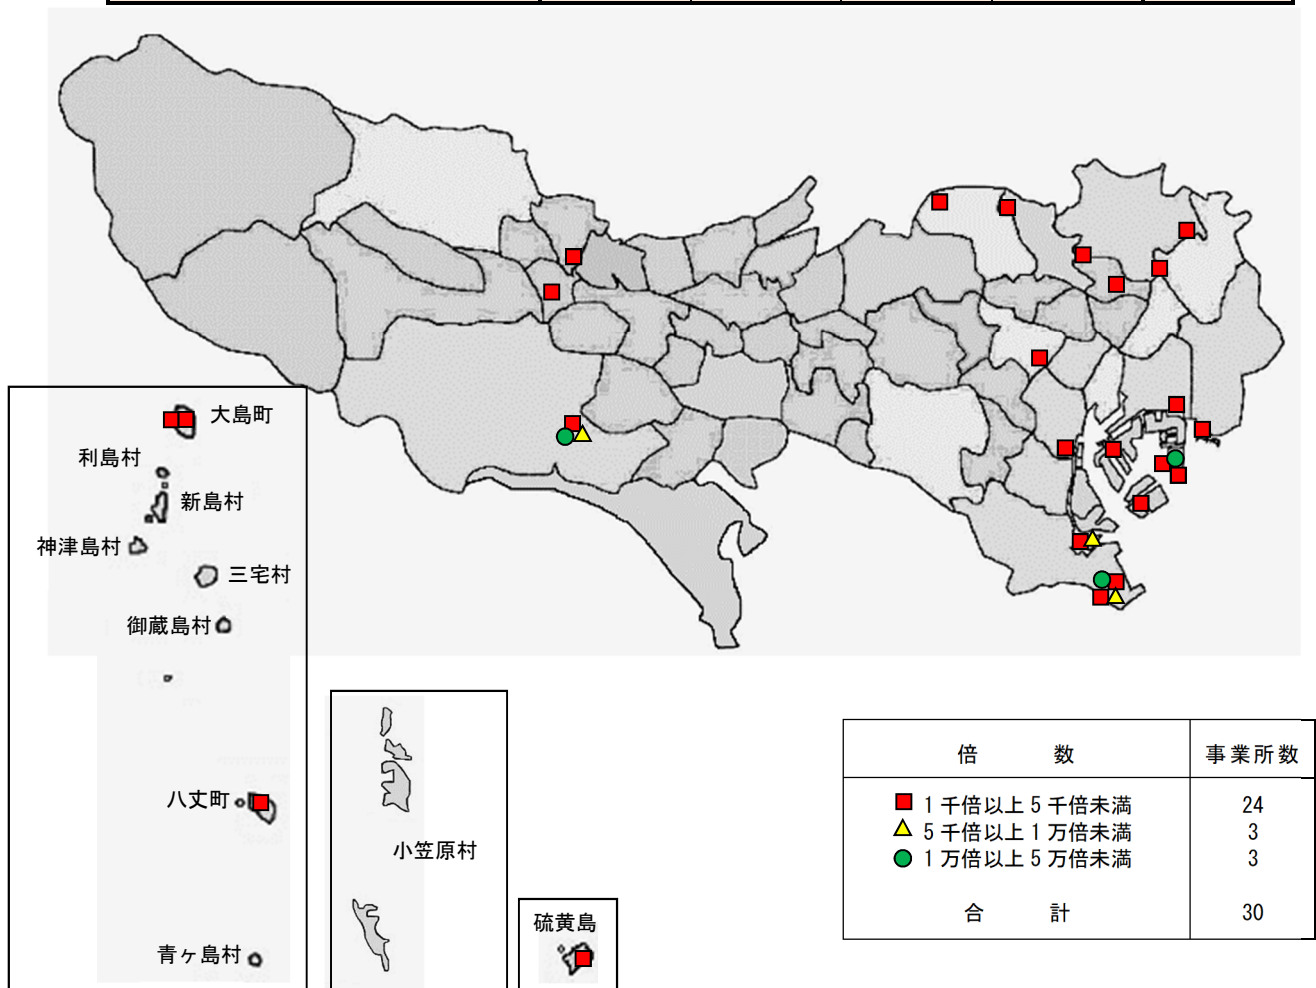 大島町
利島村
新島村
神津島村
三宅村
御蔵島村
八丈町
青ヶ島村
小笠原村
硫黄島
倍　数 事業所数
1千倍以上5千倍未満 24
5千倍以上1万倍未満 3
1万倍以上5万倍未満 3
合　計 30